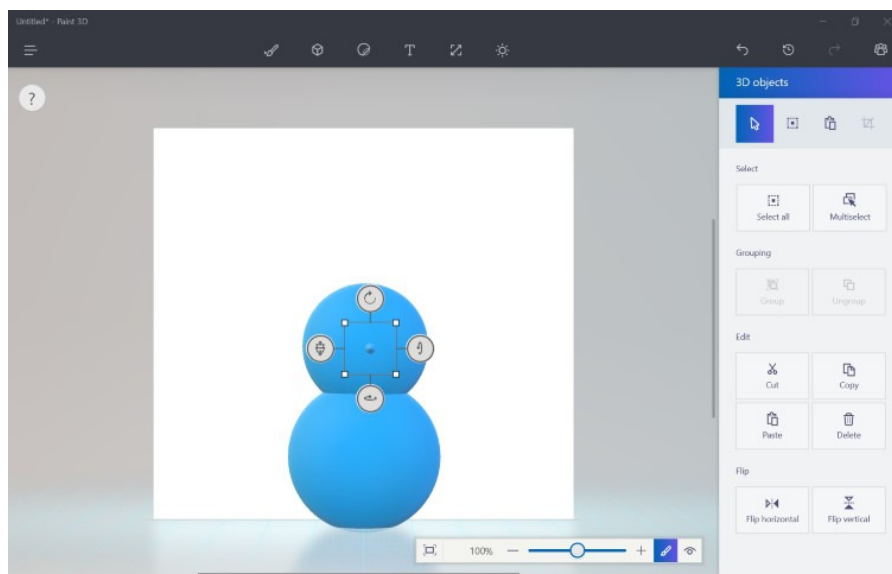 Untitled* - Paint 3D
T
?
3D objects
Select
Select all
Multiselect
Grouping
Group
Ungroup
Edit
Cut
Copy
Paste
Delete
Flip
Flip horizontal
Flip vertical
100%